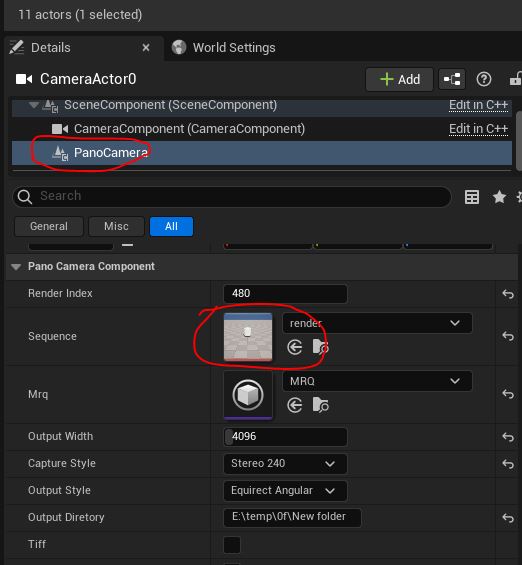 11 actors (1 selected)
Details × World Settings
CameraActor0 + Add
SceneComponent (SceneComponent) Edit in C++
CameraComponent (CameraComponent) Edit in C++
PanoCamera
Search
General Misc All
Pano Camera Component
Render Index 480
Sequence render
Mrq MRQ
Output Width 4096
Capture Style Stereo 240
Output Style Equirect Angular
Output Diretory E:\temp\0f\New folder
Tiff